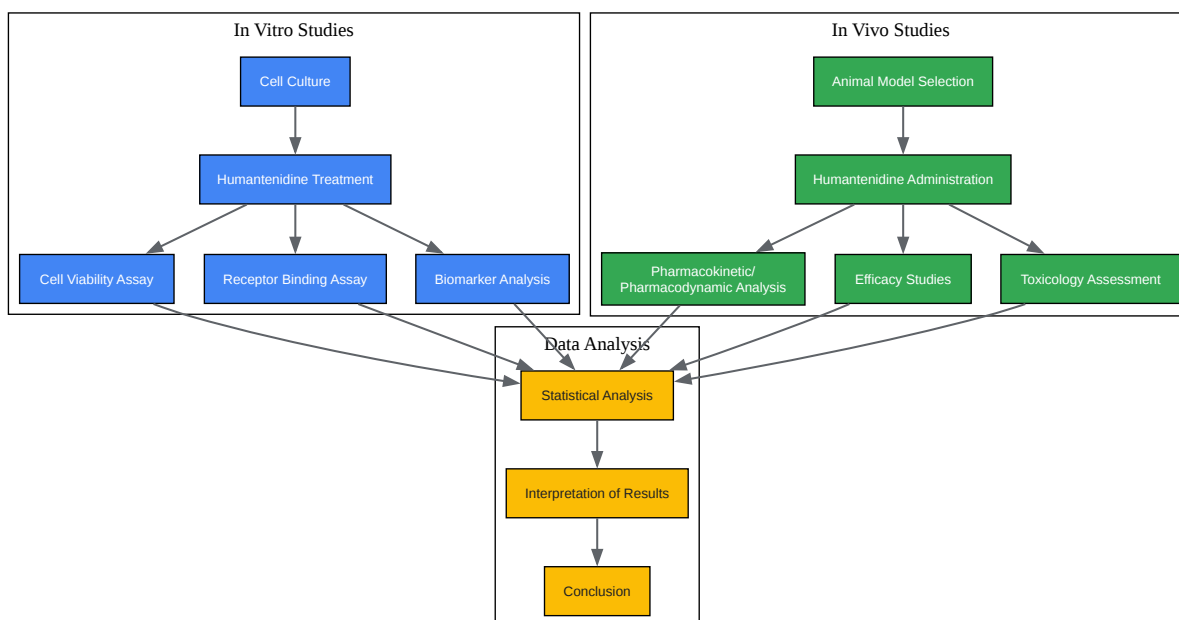 In Vitro Studies
In Vivo Studies
Cell Culture
Animal Model Selection
Humantenidine Treatment
Humantenidine Administration
Cell Viability Assay
Receptor Binding Assay
Biomarker Analysis
Pharmacokinetic/
Pharmacodynamic Analysis
Efficacy Studies
Toxicology Assessment
Data Analysis
Statistical Analysis
Interpretation of Results
Conclusion